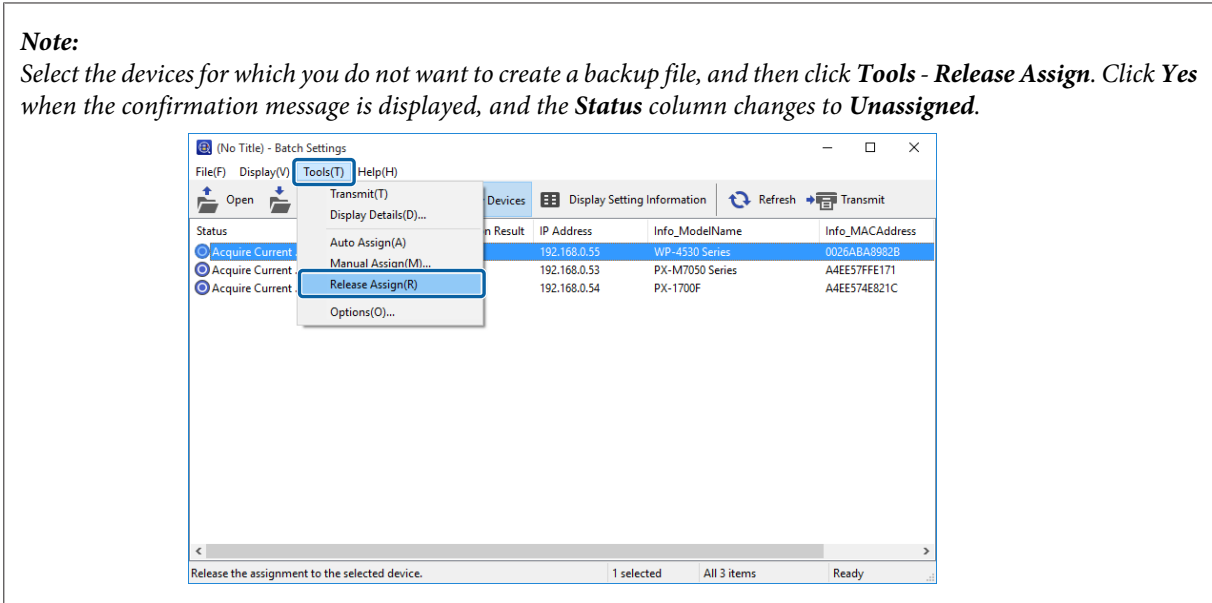 Note:
Select the devices for which you do not want to create a backup file, and then click Tools - Release Assign. Click Yes
when the confirmation message is displayed, and the Status column changes to Unassigned.
(No Title) - Batch Settings
File(F) Display(V) Tools(T) Help(H)
Open Devices Display Setting Information Refresh Transmit
Transmit(T)
Display Details(D)...
Auto Assign(A)
Manual Assign(M)...
Release Assign(R)
Options(O)...
Status n Result IP Address Info_ModelName Info_MACAddress
Acquire Current 192.168.0.55 WP-4530 Series 0026ABA8982B
Acquire Current . 192.168.0.53 PX-M7050 Series A4EE57FFE171
Acquire Current . 192.168.0.54 PX-1700F A4EE574E821C
Release the assignment to the selected device. 1 selected All 3 items Ready